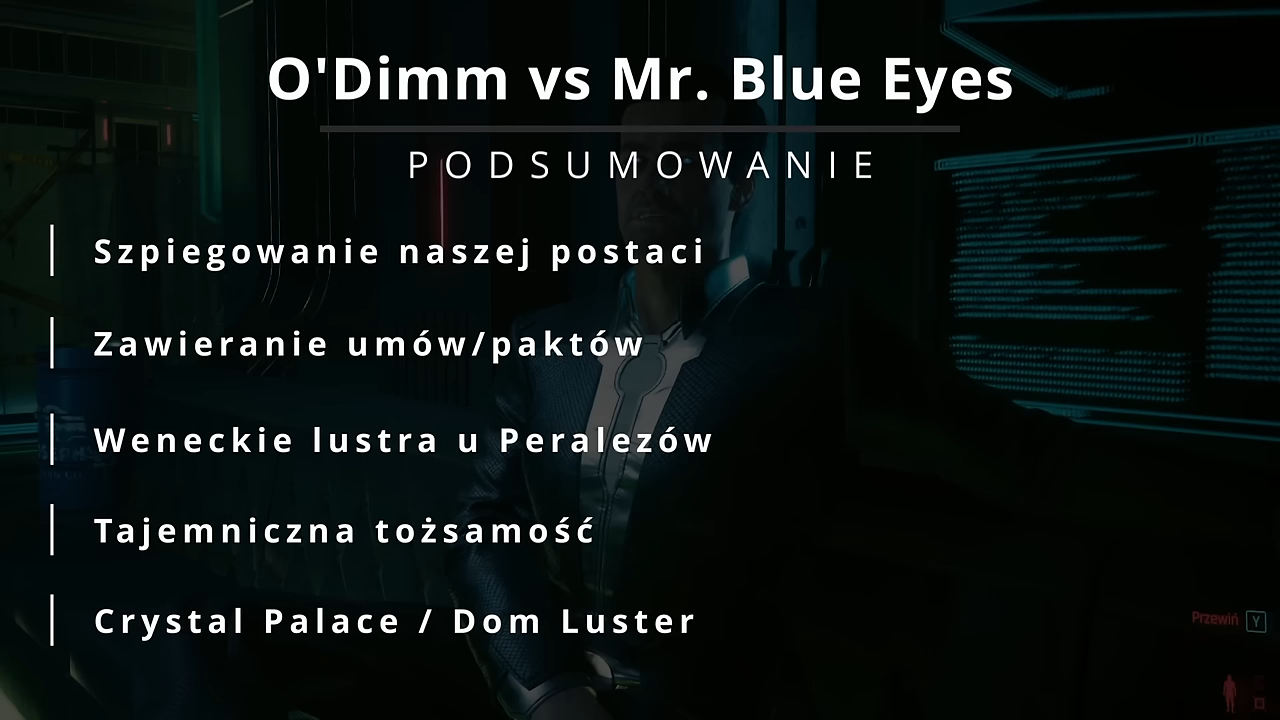 O'Dimm vs Mr. Blue Eyes
PODSUMOWANIE
Szpiegowanie naszej postaci
Zawieranie umów/paktów
Weneckie lustra u Peralezów
Tajemniczna tożsamość
Crystal Palace / Dom Luster
Przewiń Y